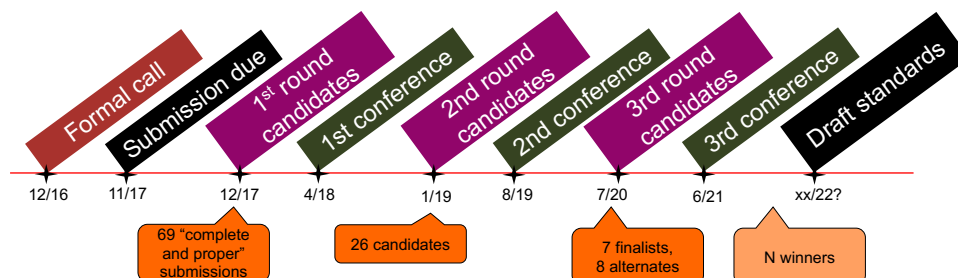 Formal call
Submission due
1st round
candidates
1st conference
2nd round
candidates
2nd conference
3rd round
candidates
3rd conference
Draft standards
12/16
11/17
12/17
4/18
1/19
8/19
7/20
6/21
xx/22?
69 “complete
and proper”
submissions
26 candidates
7 finalists,
8 alternates
N winners